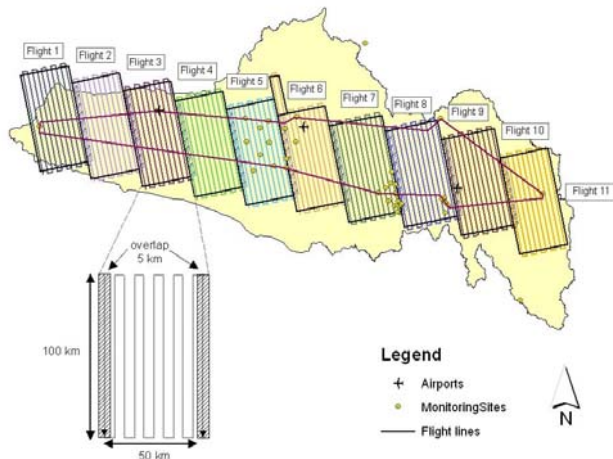 Flight 1
Flight 2
Flight 3
Flight 4
Flight 5
Flight 6
Flight 7
Flight 8
Flight 9
Flight 10
Flight 11
overlap
5 km
100 km
50 km
Legend
Airports
MonitoringSites
Flight lines
N